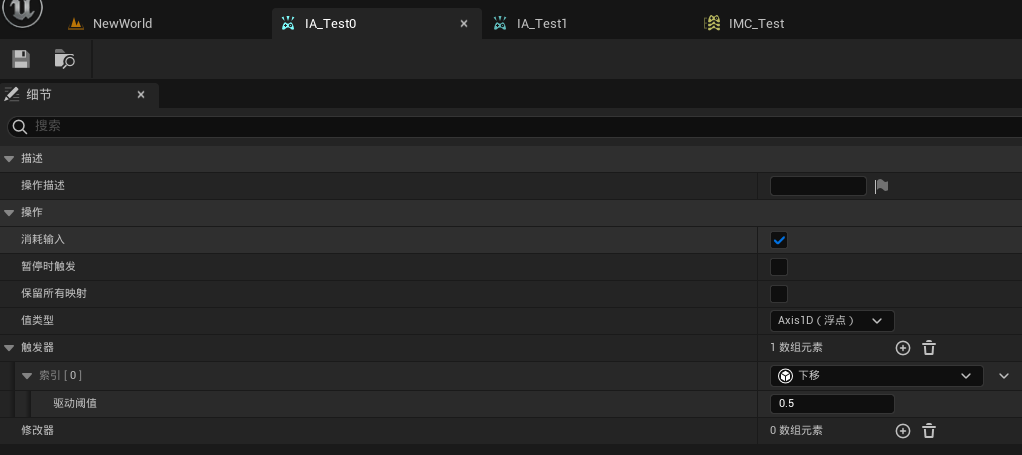 NewWorld
IA_Test0
IA_Test1
IMC_Test
细节
搜索
描述
操作描述
操作
消耗输入
暂停时触发
保留所有映射
值类型 Axis1D（浮点）
触发器 1 数组元素
索引 [ 0 ] 下移
驱动阈值 0.5
修改器 0 数组元素